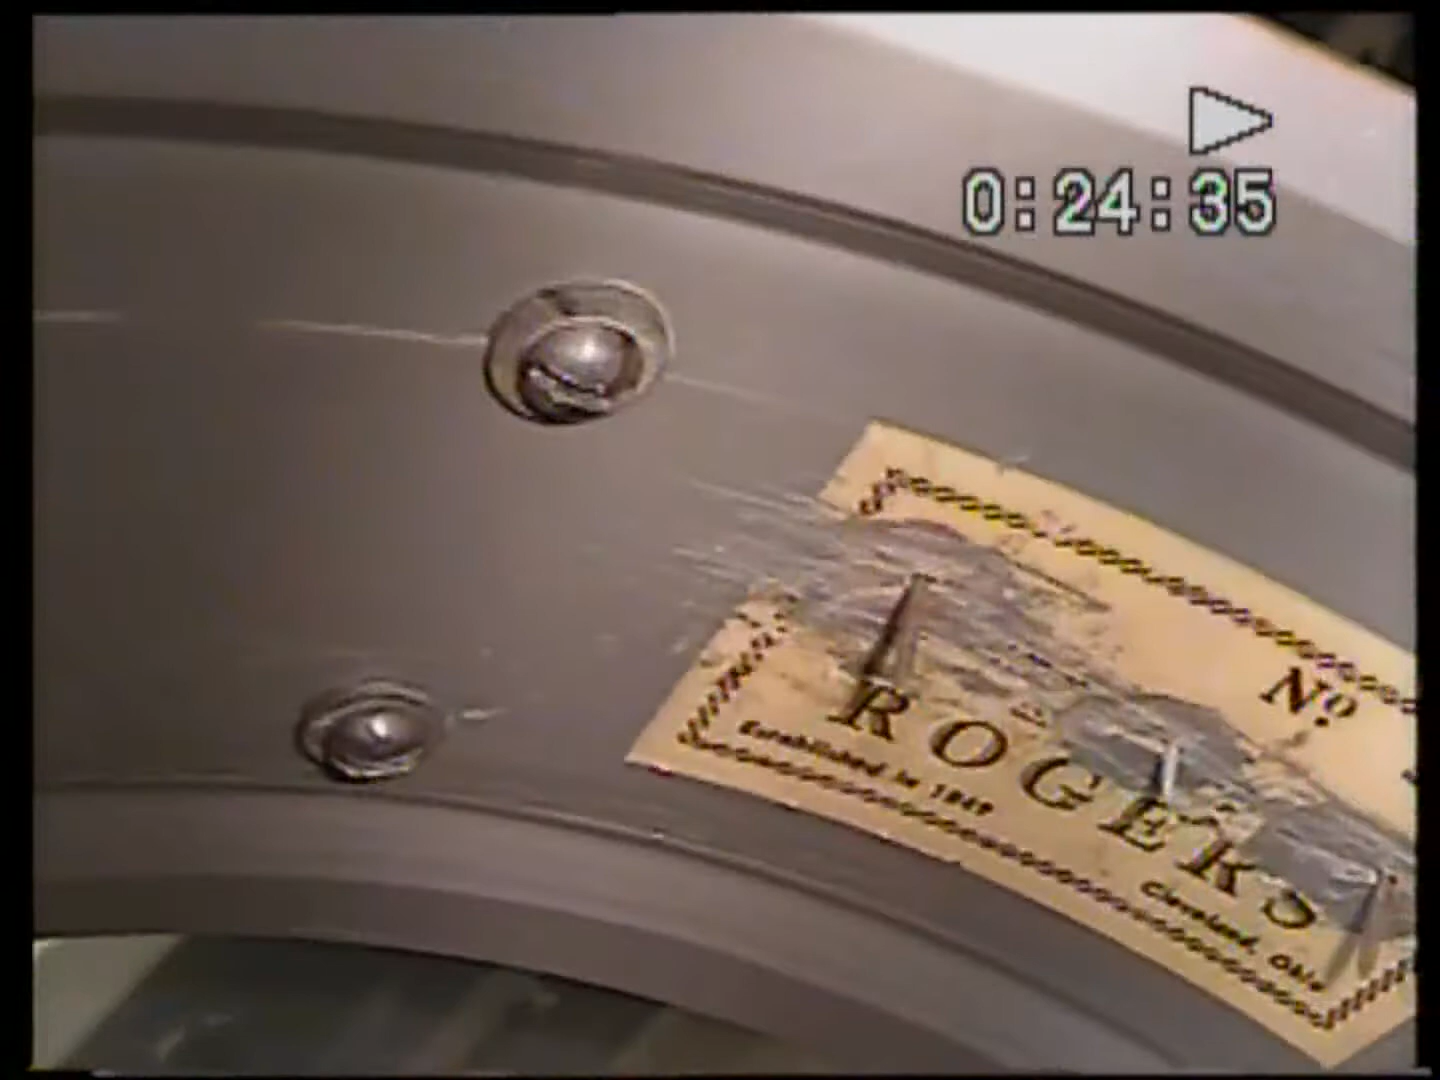 0:24:35
Nº
ROGERS
Established in 1849
Cleveland, Ohio